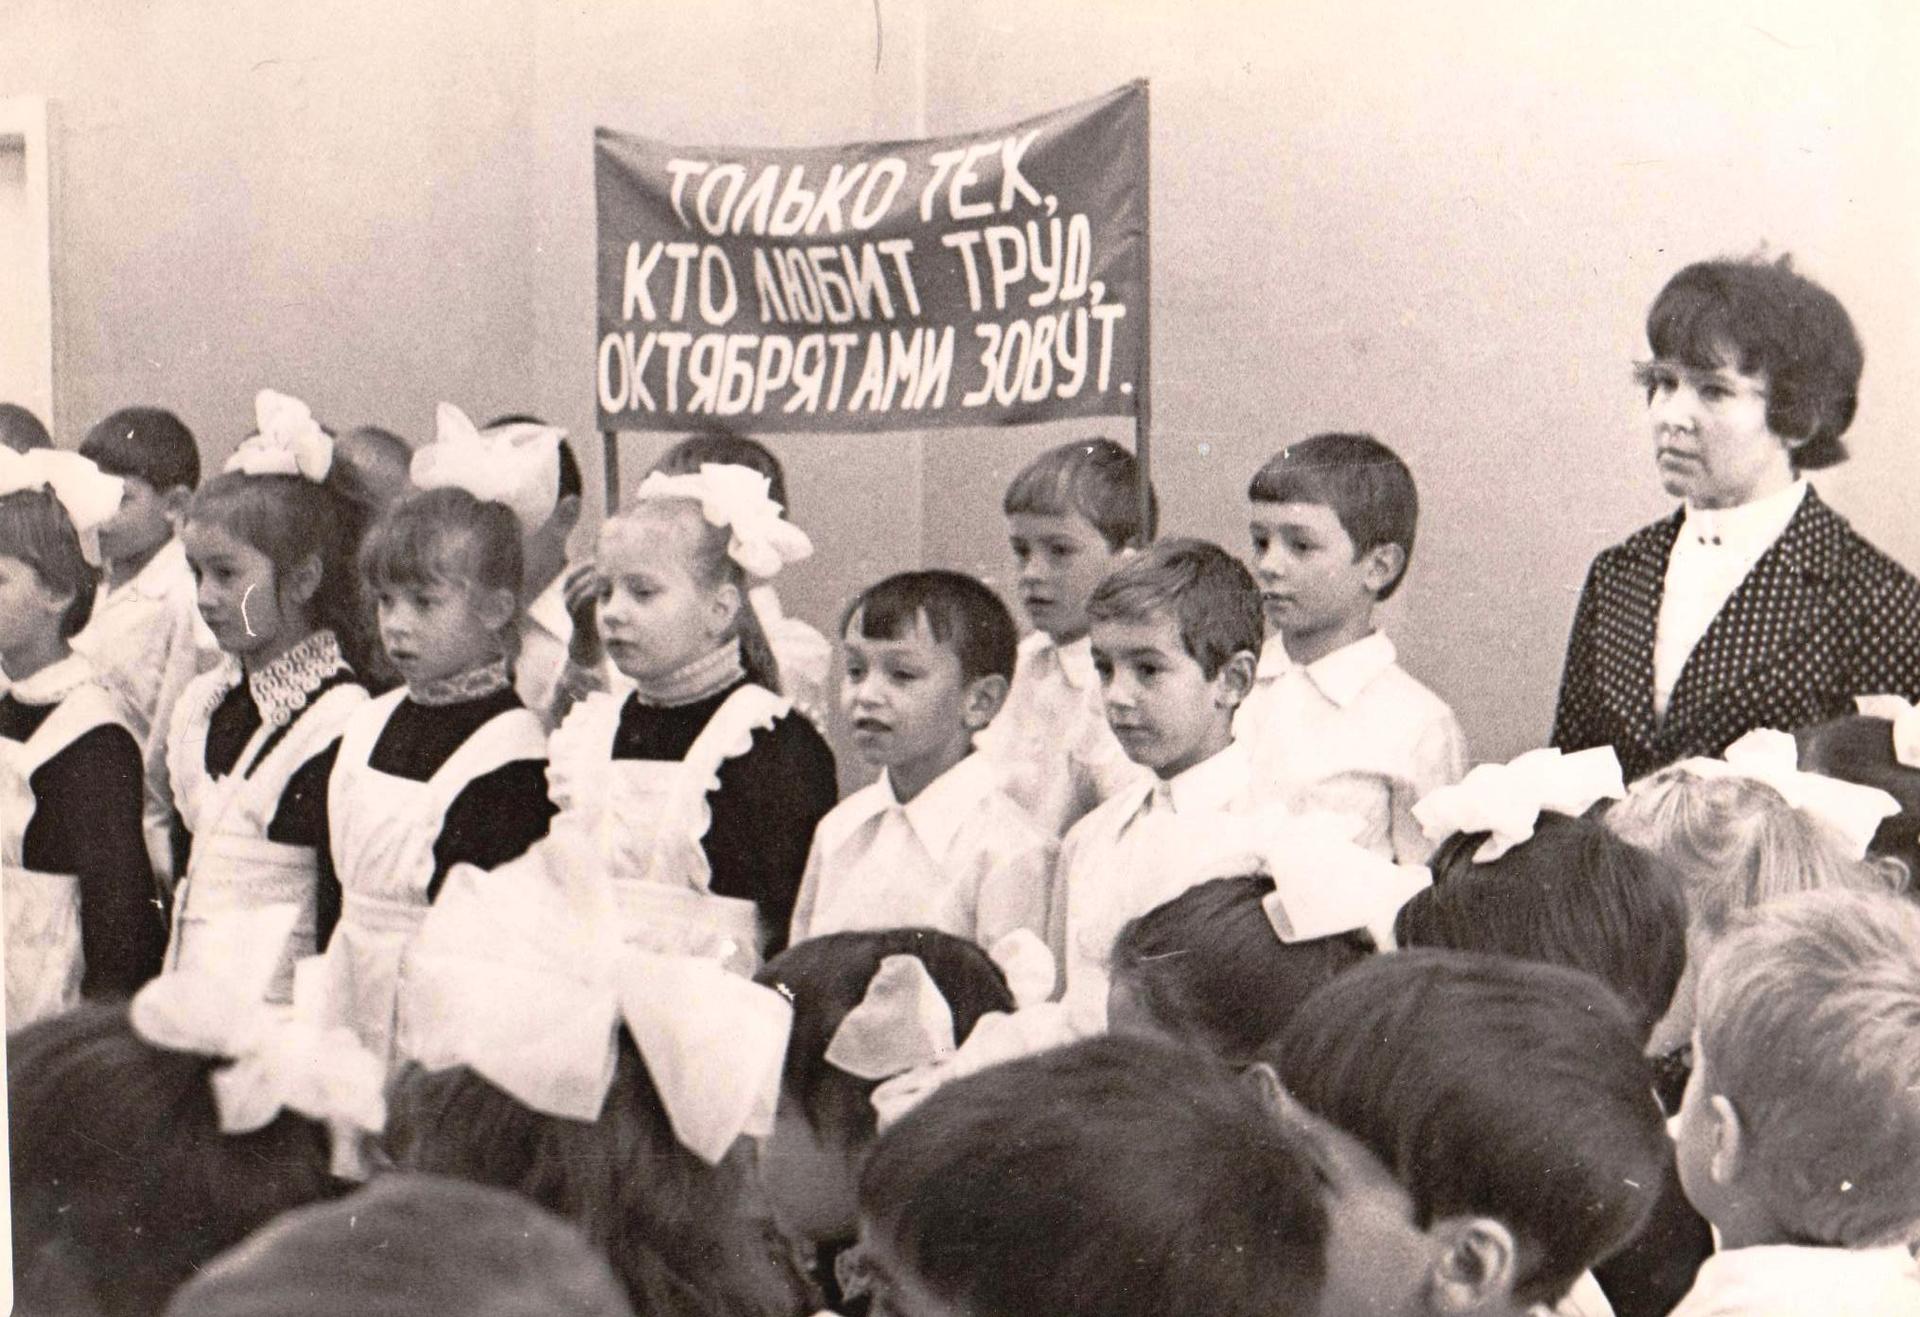 ТОЛЬКО ТЕХ,
КТО ЛЮБИТ ТРУД,
ОКТЯБРЯТАМИ ЗОВУТ.